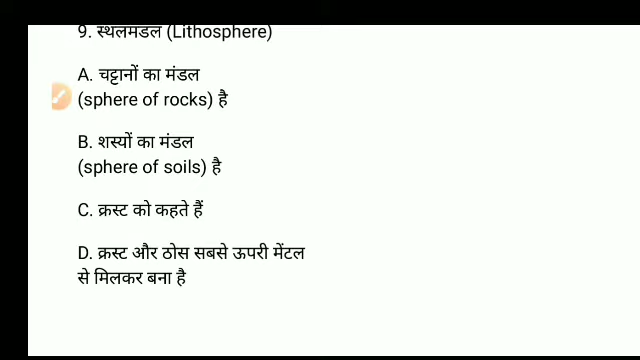 9. स्थलमंडल (Lithosphere)
A. चट्टानों का मंडल
(sphere of rocks) है
B. शस्यों का मंडल
(sphere of soils) है
C. क्रस्ट को कहते हैं
D. क्रस्ट और ठोस सबसे ऊपरी मेंटल
से मिलकर बना है